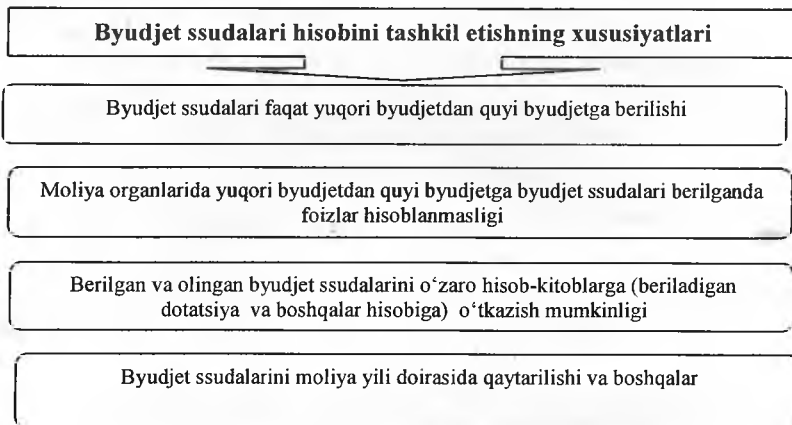 Byudjet ssudalari hisobini tashkil etishning xususiyatlari
Byudjet ssudalari faqat yuqori byudjetdan quyi byudjetga berilishi
Moliya organlarida yuqori byudjetdan quyi byudjetga byudjet ssudalari berilganda
foizlar hisoblanmasligi
Berilgan va olingan byudjet ssudalarini o‘zaro hisob-kitoblarga (beriladigan
dotatsiya va boshqalar hisobiga) o‘tkazish mumkinligi
Byudjet ssudalarini moliya yili doirasida qaytarilishi va boshqalar